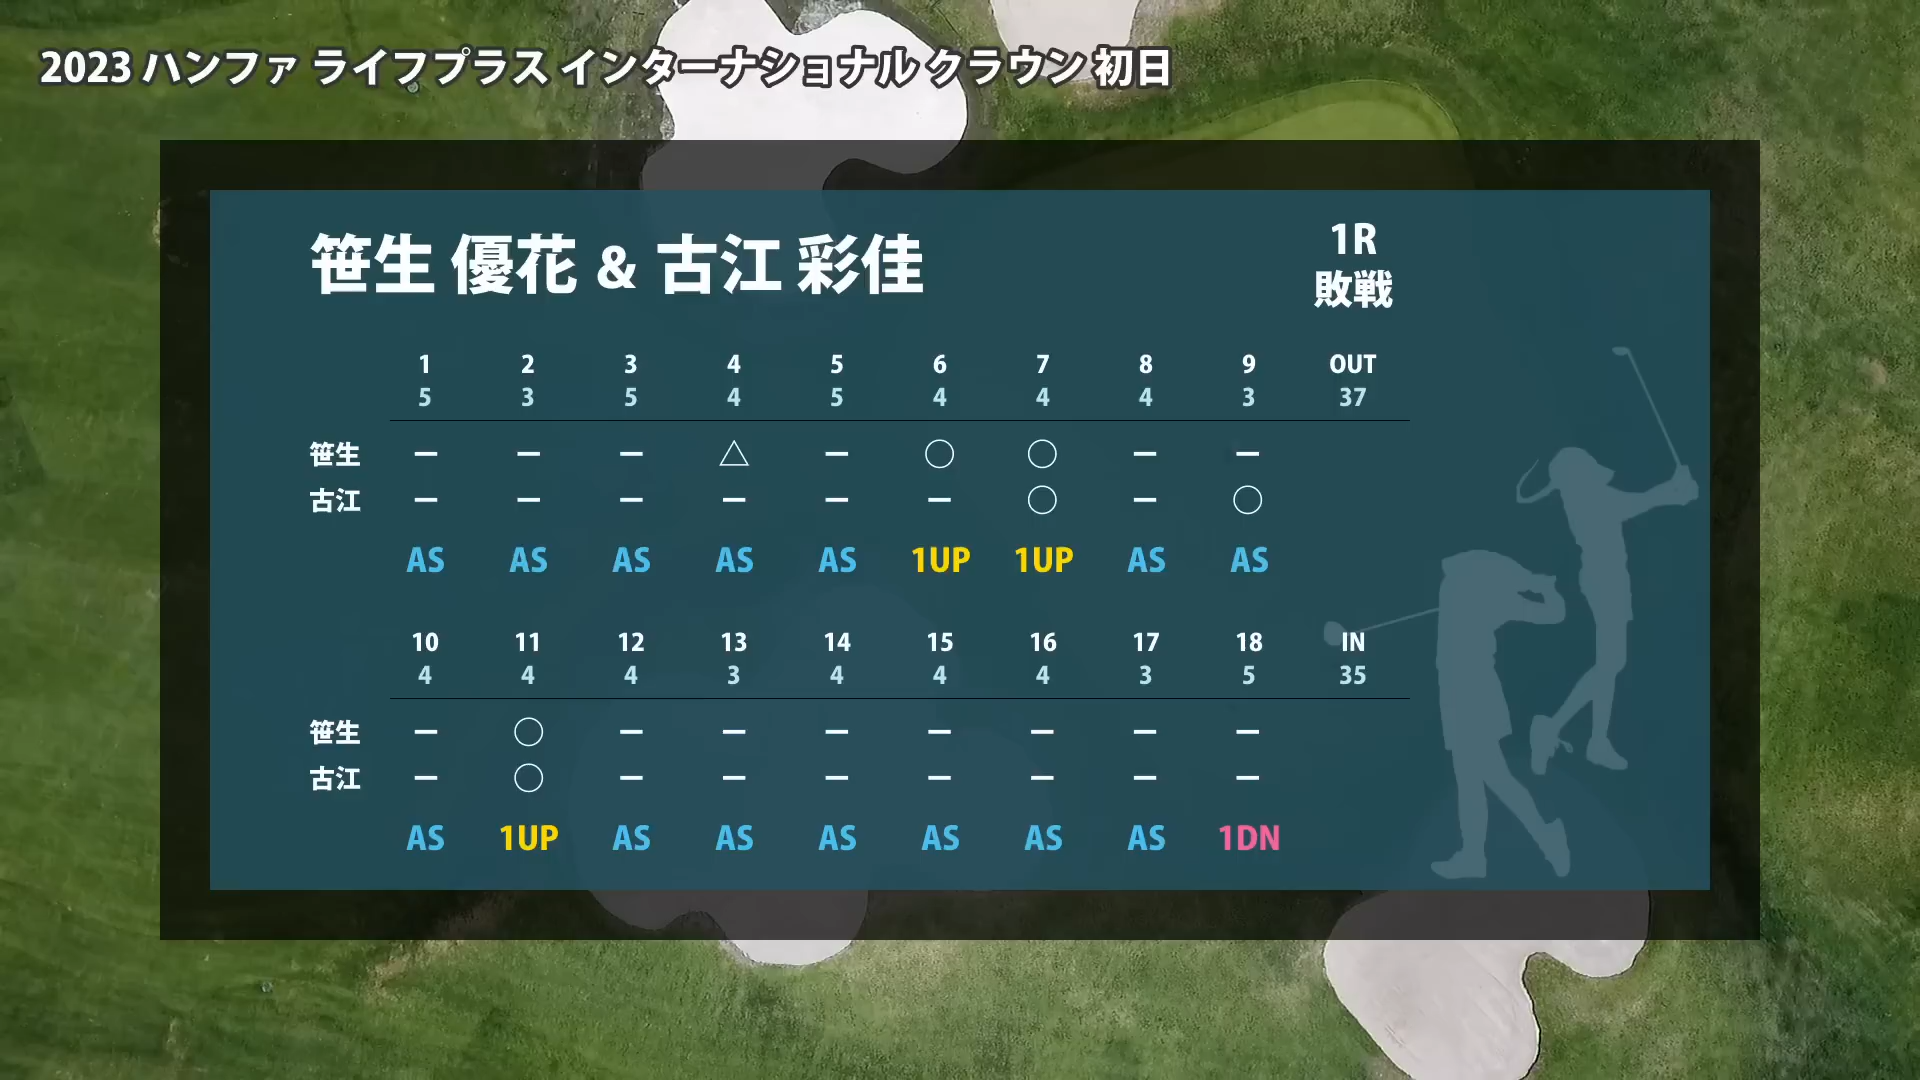 2023 ハンファ ライフプラス インターナショナル クラウン 初日
笹生 優花 & 古江 彩佳
1R
敗戦
1 2 3 4 5 6 7 8 9 OUT
5 3 5 4 5 4 4 4 3 37
笹生 ー ー ー △ ー ○ ○ ー ー
古江 ー ー ー ー ー ー ○ ー ○
AS AS AS AS AS 1UP 1UP AS AS
10 11 12 13 14 15 16 17 18 IN
4 4 4 3 4 4 4 3 5 35
笹生 ー ○ ー ー ー ー ー ー ー
古江 ー ○ ー ー ー ー ー ー ー
AS 1UP AS AS AS AS AS AS 1DN